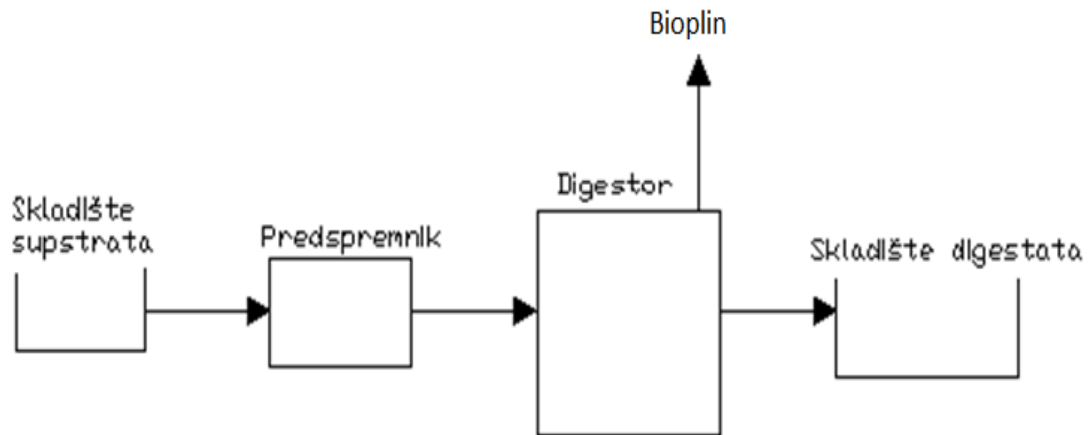 Bioplin
Digestor
Skladište
supstrata
Predspremnik
Skladište digestata